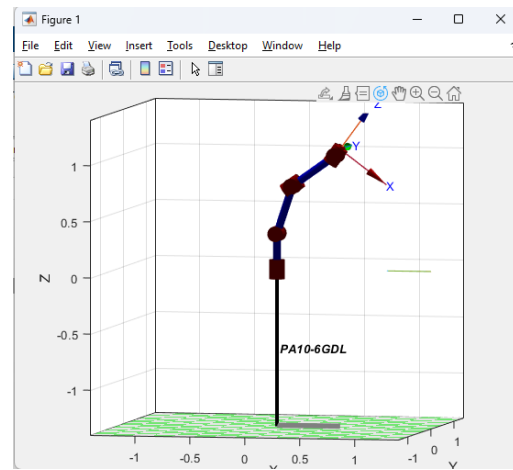 Figure 1
File Edit View Insert Tools Desktop Window Help
Z
Y
X
1
0.5
0
-0.5
-1
Z
PA10-6GDL
-1 -0.5 0 0.5 1
X
-1 0 1
Y